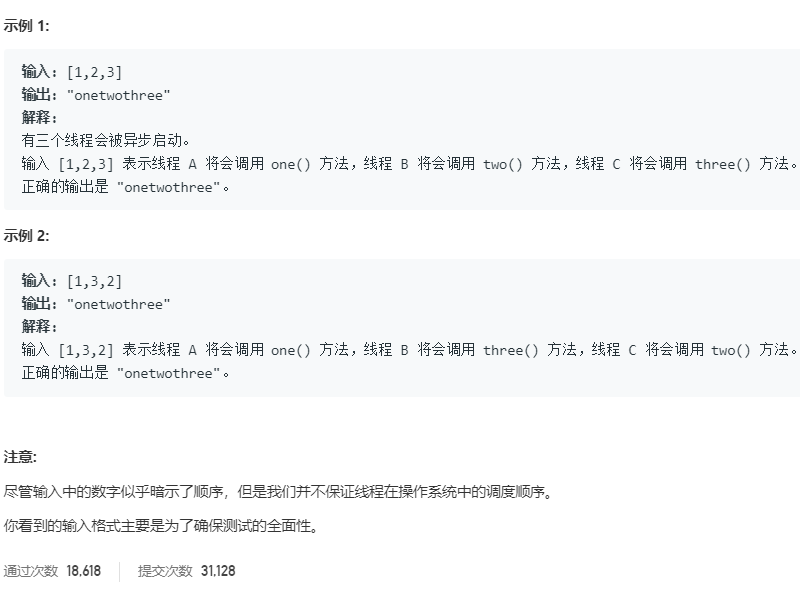 示例 1:
输入: [1,2,3]
输出: "onetwothree"
解释:
有三个线程会被异步启动。
输入 [1,2,3] 表示线程 A 将会调用 one() 方法，线程 B 将会调用 two() 方法，线程 C 将会调用 three() 方法。
正确的输出是 "onetwothree"。
示例 2:
输入: [1,3,2]
输出: "onetwothree"
解释:
输入 [1,3,2] 表示线程 A 将会调用 one() 方法，线程 B 将会调用 three() 方法，线程 C 将会调用 two() 方法。
正确的输出是 "onetwothree"。
注意:
尽管输入中的数字似乎暗示了顺序，但是我们并不保证线程在操作系统中的调度顺序。
你看到的输入格式主要是为了确保测试的全面性。
通过次数 18,618 提交次数 31,128